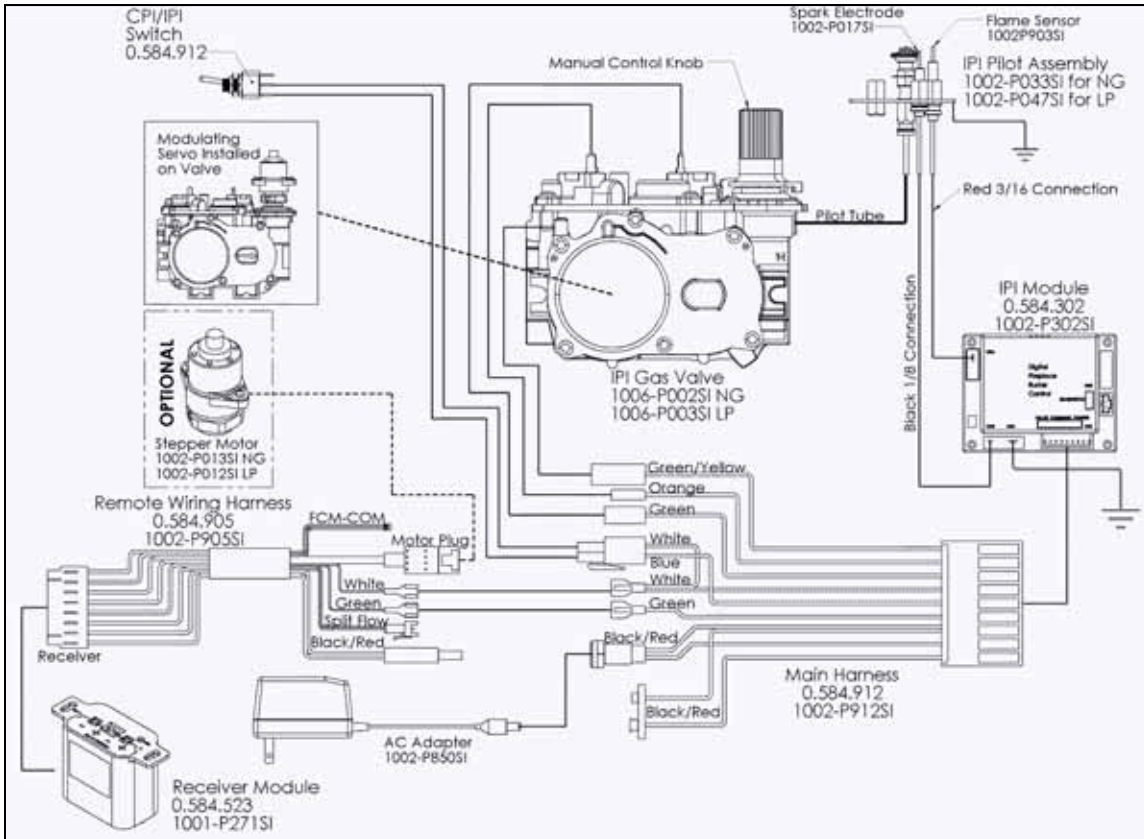 CPI/IPI
Switch
0.584.912
Spark Electrode
1002-P017SI
Flame Sensor
1002P903SI
IPI Pilot Assembly
1002-P033SI for NG
1002-P047SI for LP
Manual Control Knob
Modulating
Servo Installed
on Valve
Red 3/16 Connection
Pilot Tube
IPI Module
0.584.302
1002-P302SI
Digital
Fireplace
Burner
Control
Black 1/8 Connection
OPTIONAL
Stepper Motor
1002-P013SI NG
1002-P012SI LP
IPI Gas Valve
1006-P002SI NG
1006-P003SI LP
Green/Yellow
Orange
Green
White
Blue
White
Green
Black/Red
Black/Red
Remote Wiring Harness
0.584.905
1002-P905SI
FCM-COM
Motor Plug
White
Green
Split Flow
Black/Red
Receiver
Main Harness
0.584.912
1002-P912SI
AC Adapter
1002-P850SI
Receiver Module
0.584.523
1001-P271SI